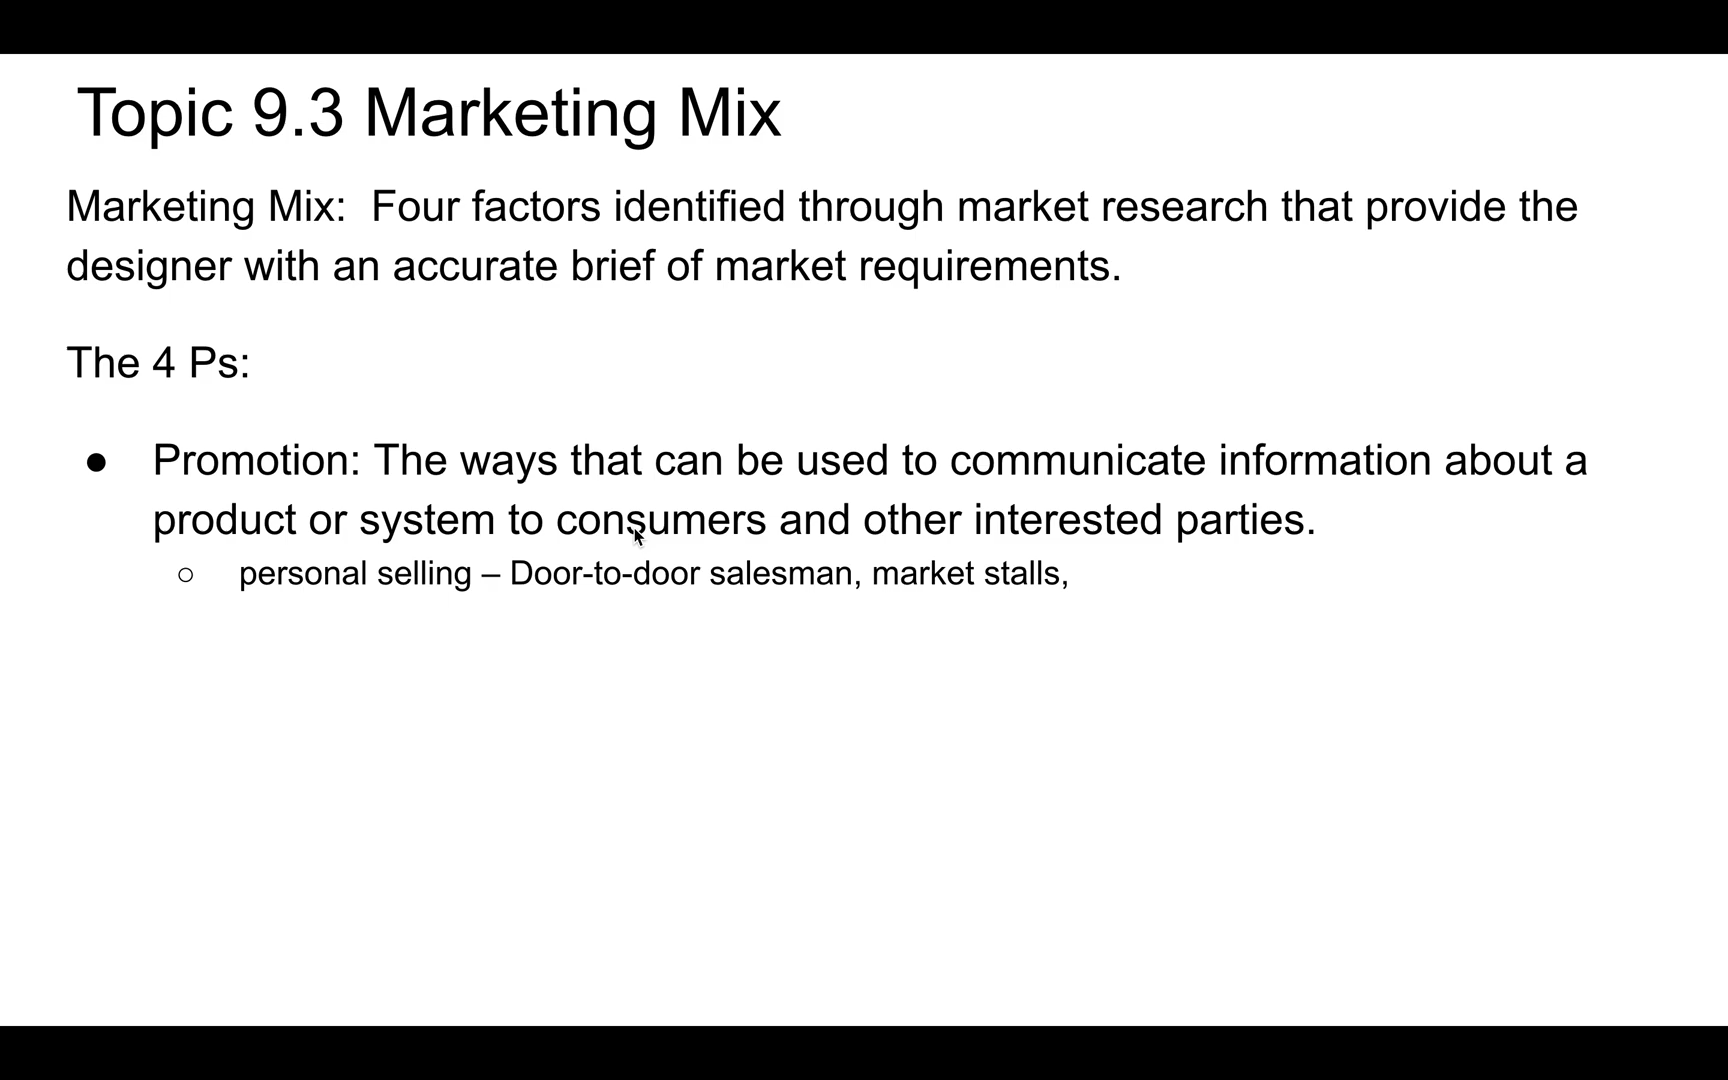 Topic 9.3 Marketing Mix
Marketing Mix:  Four factors identified through market research that provide the
designer with an accurate brief of market requirements.
The 4 Ps:
● Promotion: The ways that can be used to communicate information about a
product or system to consumers and other interested parties.
○ personal selling – Door-to-door salesman, market stalls,